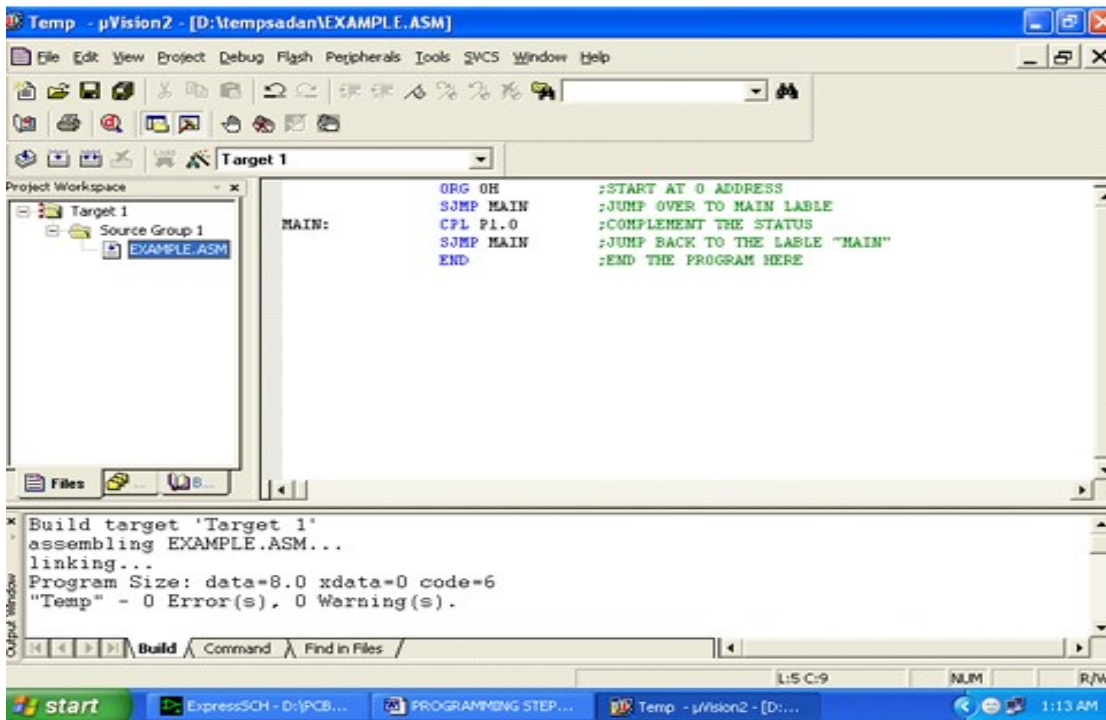 Temp - µVision2 - [D:\tempsadan\EXAMPLE.ASM]
File Edit View Project Debug Flash Peripherals Tools SVCS Window Help
Target 1
Project Workspace
Target 1
Source Group 1
EXAMPLE.ASM
ORG 0H ;START AT 0 ADDRESS
SJMP MAIN ;JUMP OVER TO MAIN LABLE
MAIN: CPL P1.0 ;COMPLEMENT THE STATUS
SJMP MAIN ;JUMP BACK TO THE LABLE "MAIN"
END ;END THE PROGRAM HERE
Files ... B...
Build target 'Target 1'
assembling EXAMPLE.ASM...
linking...
Program Size: data=8.0 xdata=0 code=6
"Temp" - 0 Error(s), 0 Warning(s).
Output Window
Build Command Find in Files
L:5 C:9 NUM R/W
start ExpressSCH - D:\PCB... PROGRAMMING STEP... Temp - µVision2 - [D:... 1:13 AM